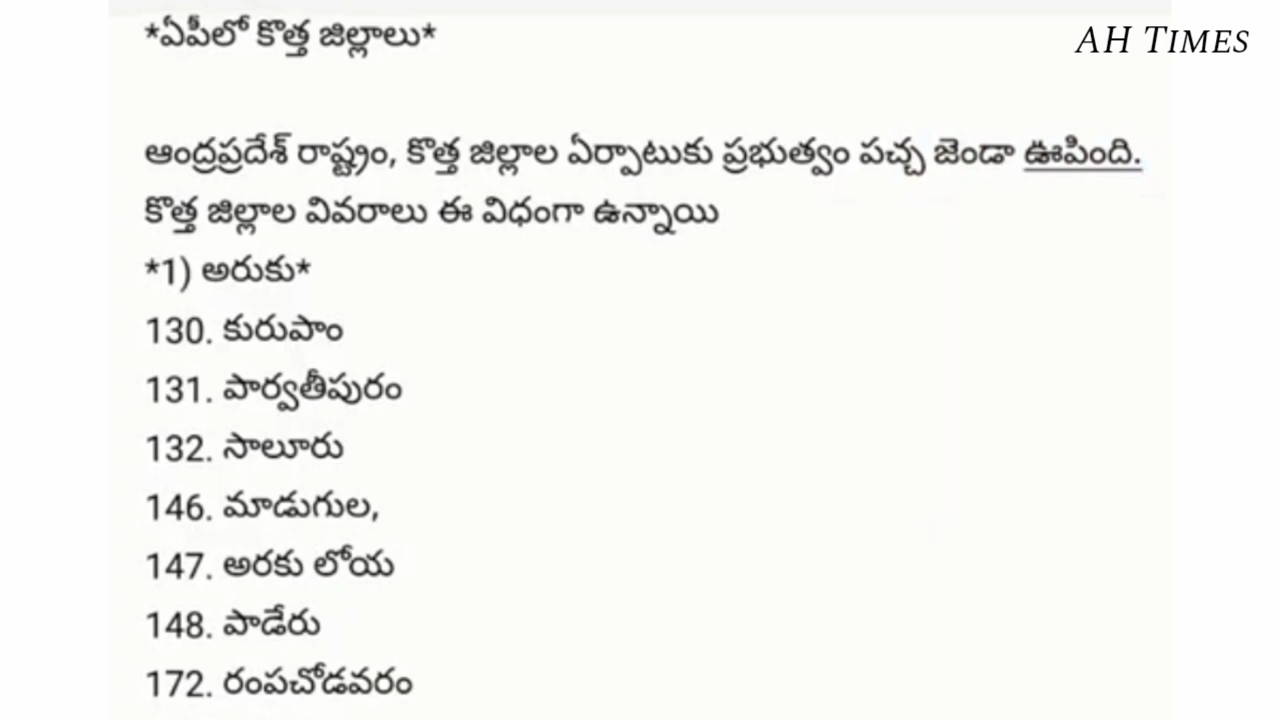 *ఏపీలో కొత్త జిల్లాలు*
AH TIMES
ఆంద్రప్రదేశ్ రాష్ట్రం, కొత్త జిల్లాల ఏర్పాటుకు ప్రభుత్వం పచ్చ జెండా ఊపింది.
కొత్త జిల్లాల వివరాలు ఈ విధంగా ఉన్నాయి
*1) అరుకు*
130. కురుపాం
131. పార్వతీపురం
132. సాలూరు
146. మాడుగుల,
147. అరకు లోయ
148. పాడేరు
172. రంపచోడవరం